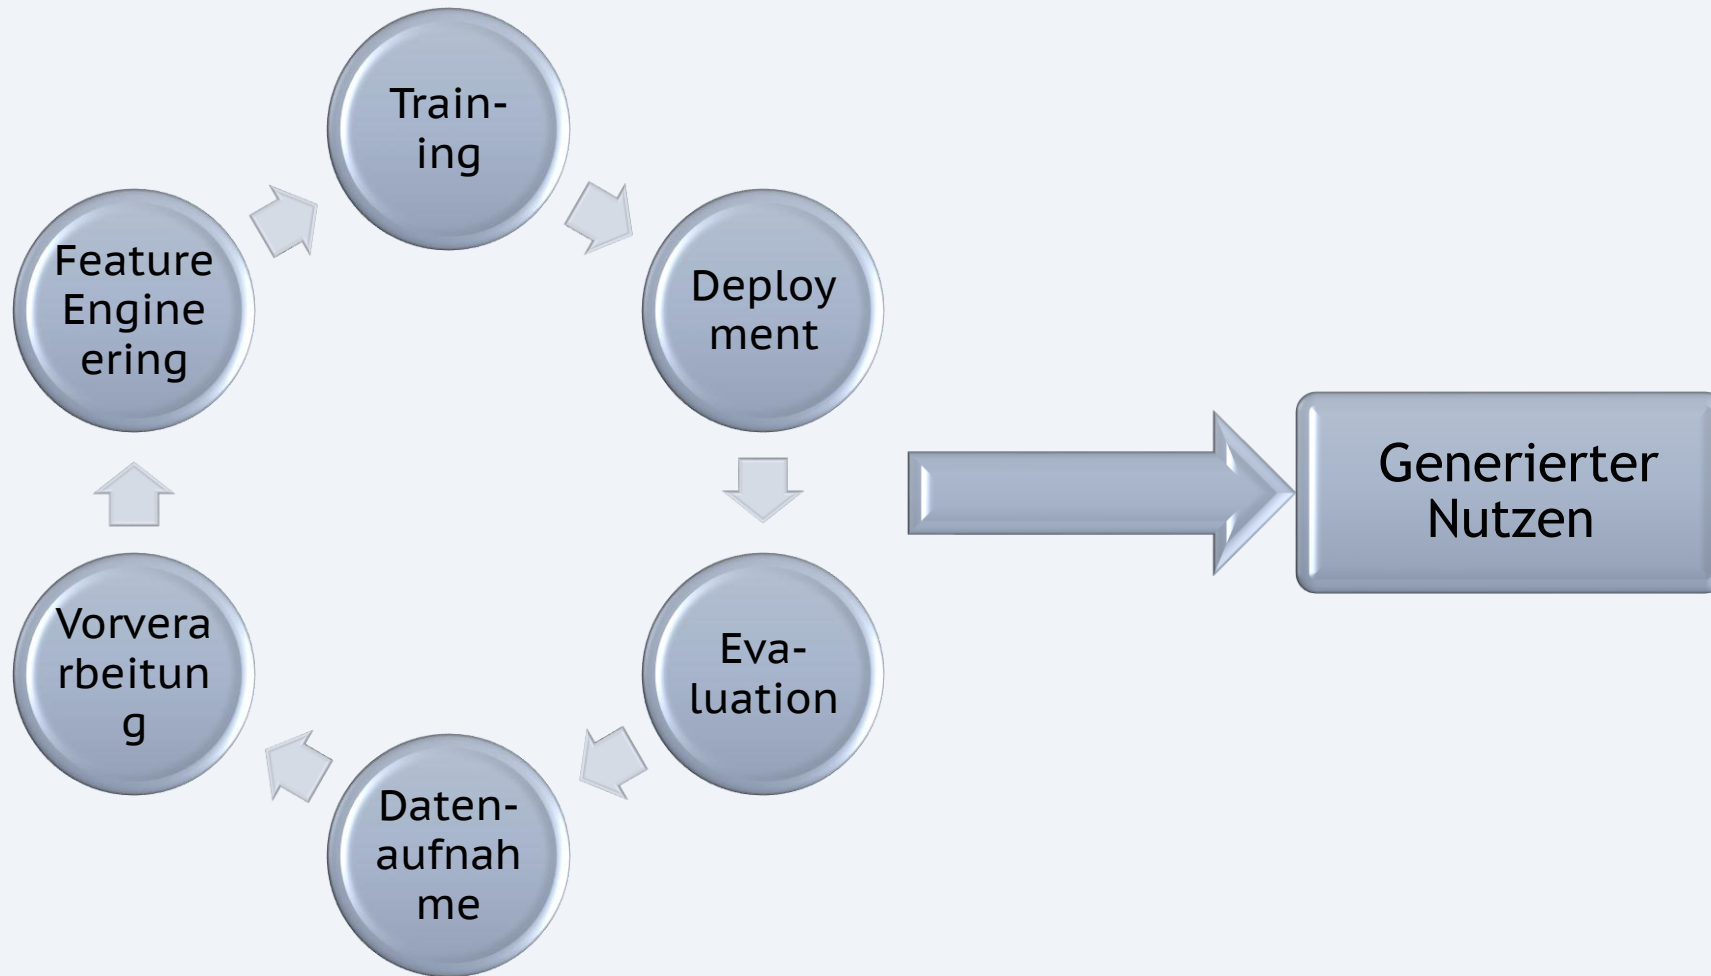 Train-
ing
Deploy
ment
Eva-
luation
Daten-
aufnah
me
Vorvera
rbeitun
g
Feature
Engine
ering
Generierter
Nutzen